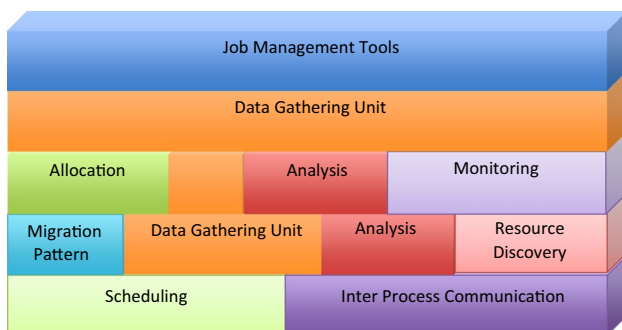 Job Management Tools
Data Gathering Unit
Allocation Analysis Monitoring
Migration Pattern Data Gathering Unit Analysis Resource Discovery
Scheduling Inter Process Communication